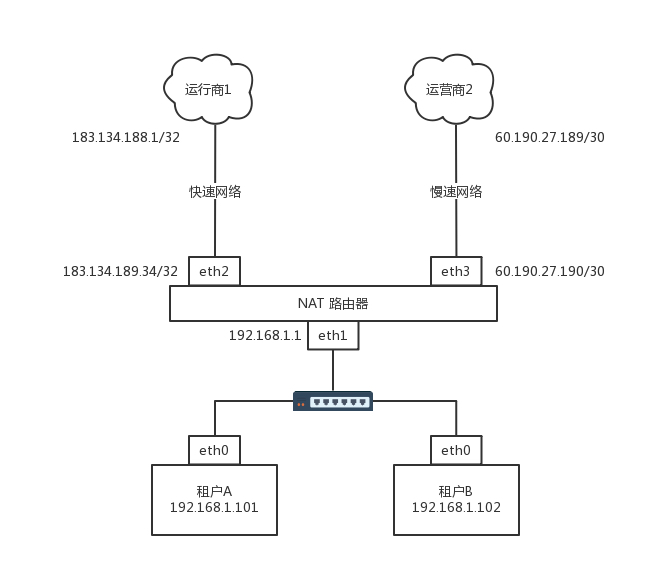 运行商1
运营商2
183.134.188.1/32
60.190.27.189/30
快速网络
慢速网络
183.134.189.34/32
eth2
eth3
60.190.27.190/30
NAT 路由器
192.168.1.1
eth1
eth0
eth0
租户A
192.168.1.101
租户B
192.168.1.102